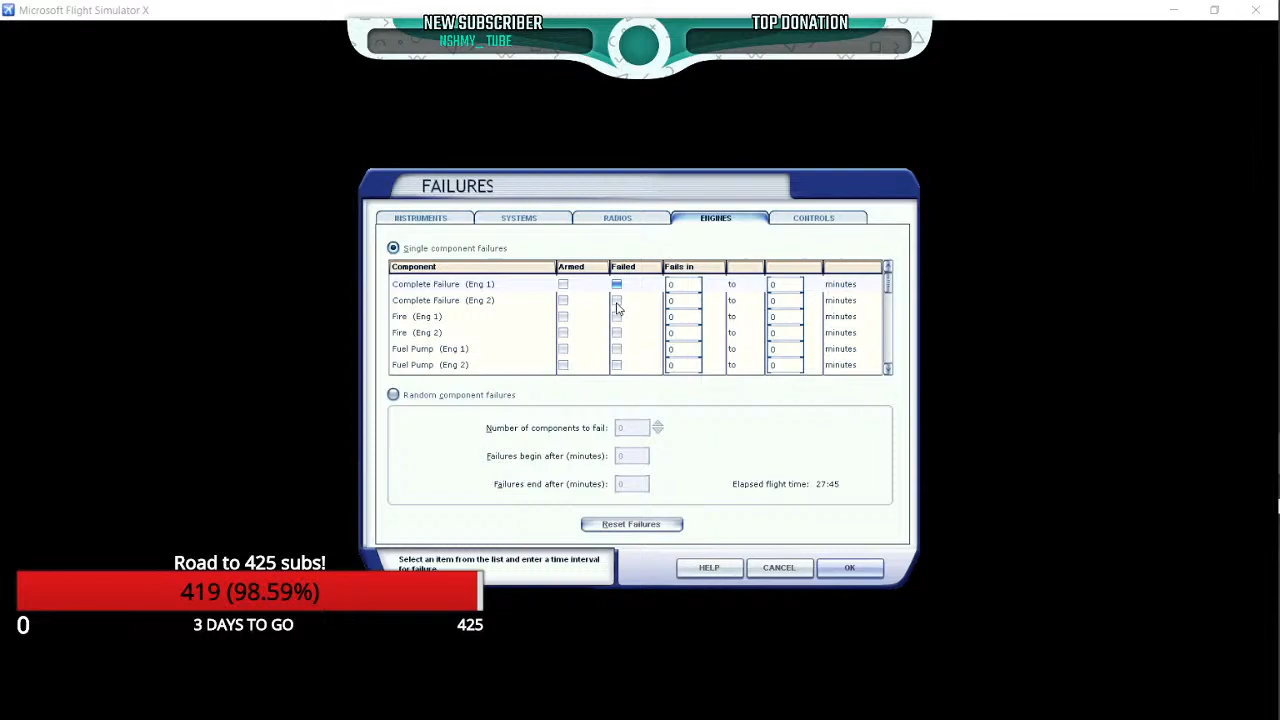 Microsoft Flight Simulator X
NEW SUBSCRIBER
NSHMY_TUBE
TOP DONATION
FAILURES
INSTRUMENTS SYSTEMS RADIOS ENGINES CONTROLS
Single component failures
Component Armed Failed Fails in
Complete Failure (Eng 1) 0 to 0 minutes
Complete Failure (Eng 2) 0 to 0 minutes
Fire (Eng 1) 0 to 0 minutes
Fire (Eng 2) 0 to 0 minutes
Fuel Pump (Eng 1) 0 to 0 minutes
Fuel Pump (Eng 2) 0 to 0 minutes
Random component failures
Number of components to fail: 0
Failures begin after (minutes): 0
Failures end after (minutes): 0
Elapsed flight time: 27:45
Reset Failures
Select an item from the list and enter a time interval
for failure.
HELP CANCEL OK
Road to 425 subs!
419 (98.59%)
0 3 DAYS TO GO 425